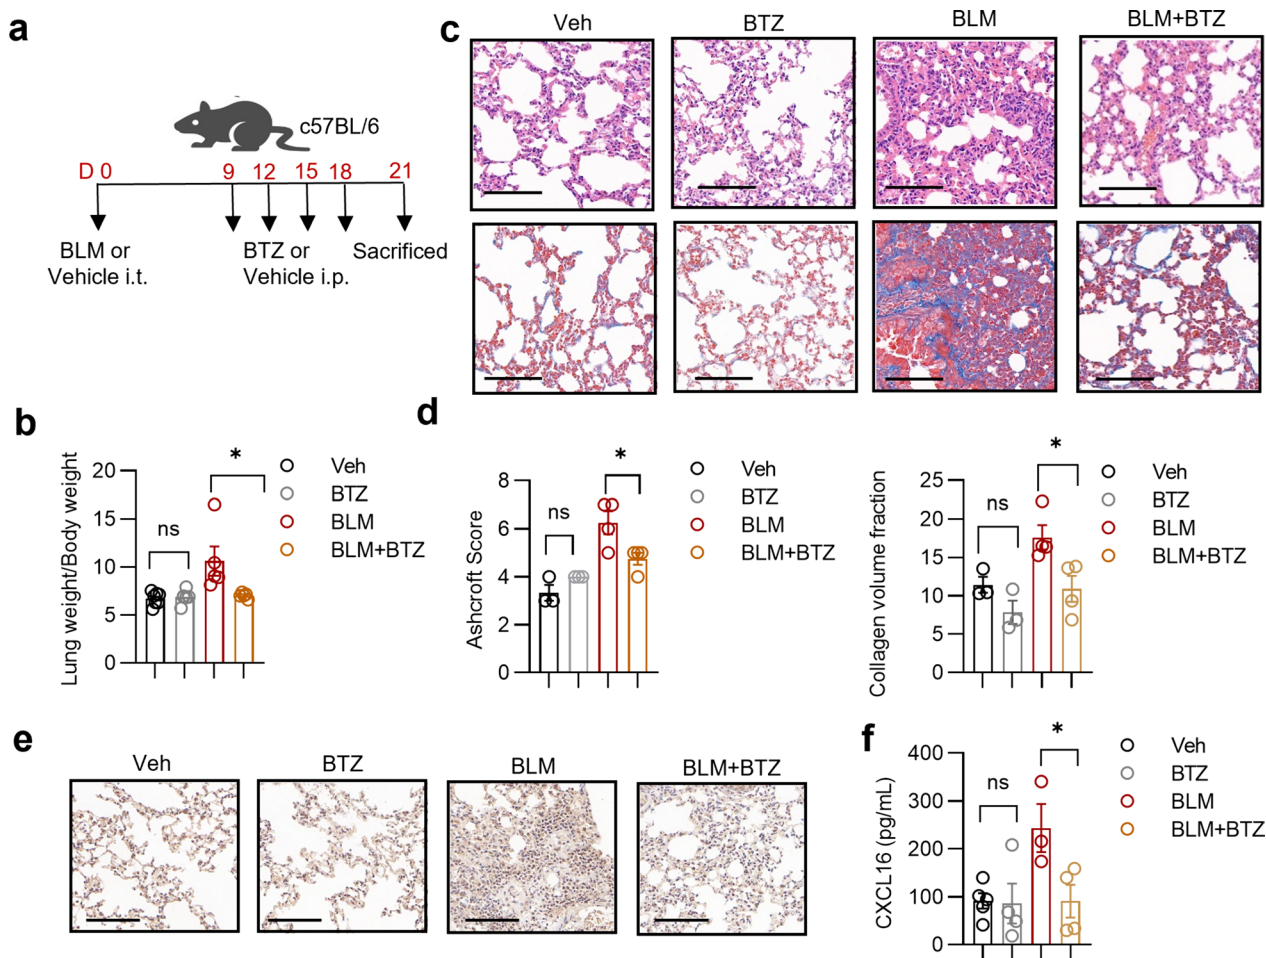 a
c57BL/6
D 0 9 12 15 18 21
BLM or
Vehicle i.t.
BTZ or
Vehicle i.p.
Sacrificed
c
Veh BTZ BLM BLM+BTZ
b
Lung weight/Body weight
20
15
10
5
0
ns
*
Veh
BTZ
BLM
BLM+BTZ
d
Ashcroft Score
8
6
4
2
0
ns
*
Veh
BTZ
BLM
BLM+BTZ
Collagen volume fraction
25
20
15
10
5
0
ns
*
Veh
BTZ
BLM
BLM+BTZ
e
Veh BTZ BLM BLM+BTZ
f
CXCL16 (pg/mL)
400
300
200
100
0
ns
*
Veh
BTZ
BLM
BLM+BTZ